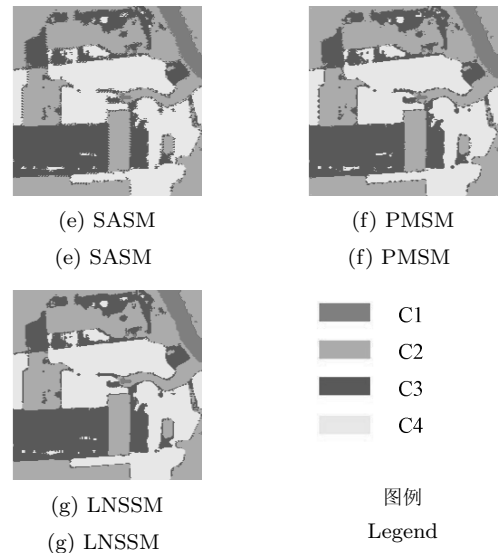 (e) SASM
(f) PMSM
(e) SASM
(f) PMSM
C1
C2
C3
C4
(g) LNSSM
图例
(g) LNSSM
Legend